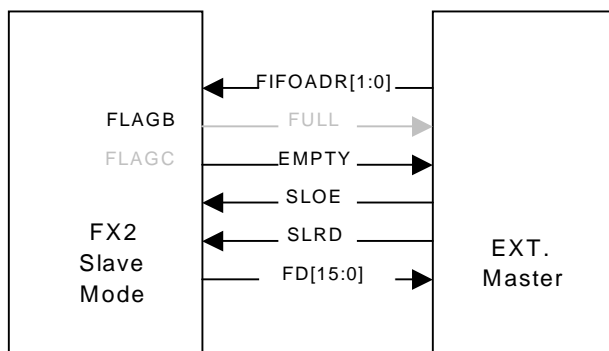 FIFOADR[1:0]
FLAGB FULL
FLAGC EMPTY
SLOE
SLRD
FD[15:0]
FX2
Slave
Mode
EXT.
Master